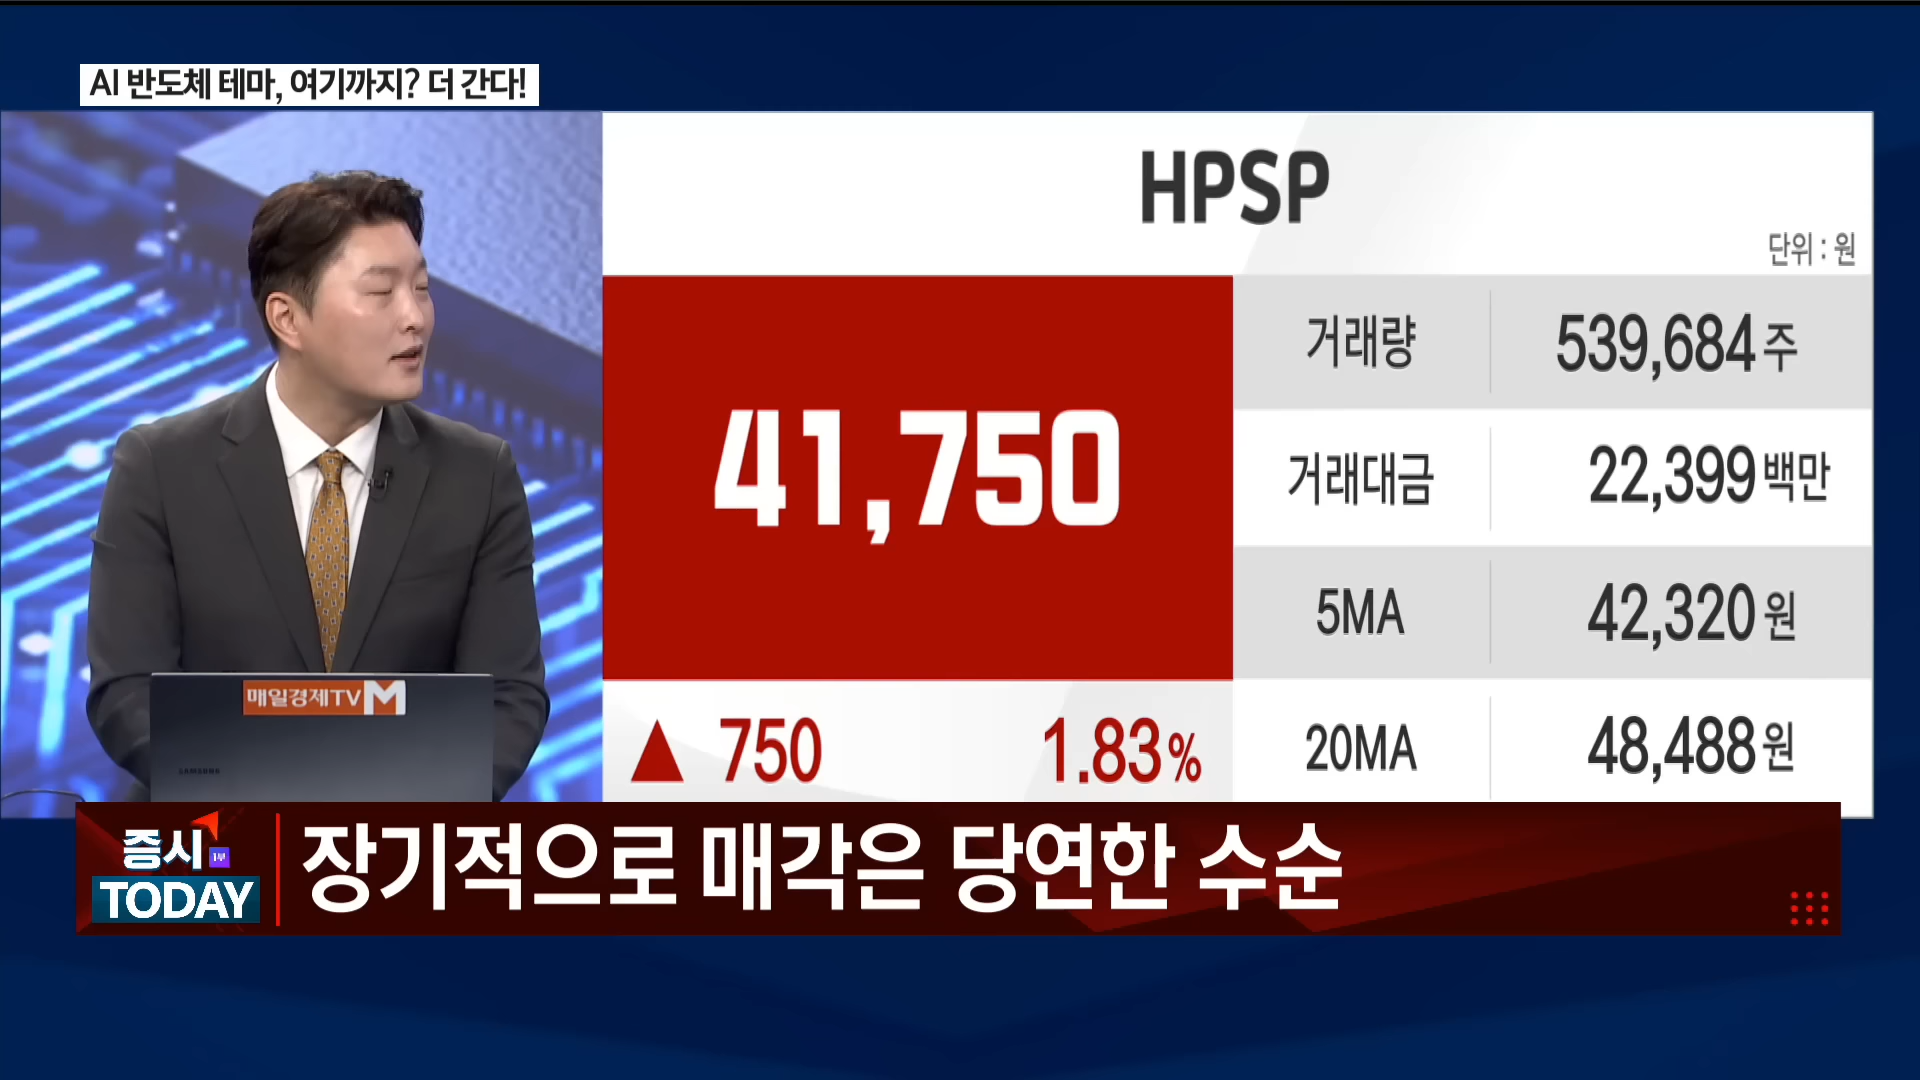 AI 반도체 테마, 여기까지? 더 간다!
HPSP
단위 : 원
41,750
▲ 750 1.83%
거래량 539,684주
거래대금 22,399백만
5MA 42,320원
20MA 48,488원
매일경제TV M
SAMSUNG
증시 1부
TODAY
장기적으로 매각은 당연한 수순